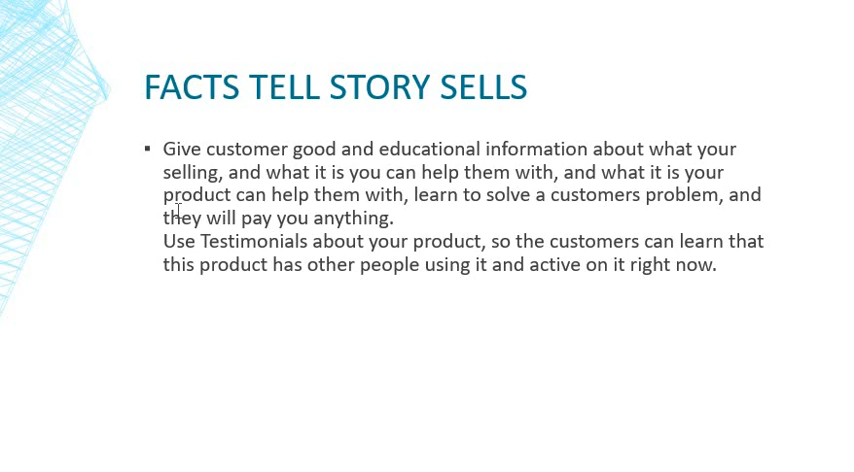 FACTS TELL STORY SELLS
▪ Give customer good and educational information about what your
selling, and what it is you can help them with, and what it is your
product can help them with, learn to solve a customers problem, and
they will pay you anything.
Use Testimonials about your product, so the customers can learn that
this product has other people using it and active on it right now.